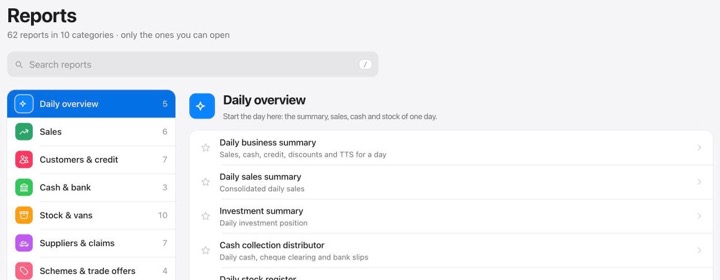 Reports
62 reports in 10 categories · only the ones you can open
Search reports
/
Daily overview 5
Sales 6
Customers & credit 7
Cash & bank 3
Stock & vans 10
Suppliers & claims 7
Schemes & trade offers 4
Daily overview
Start the day here: the summary, sales, cash and stock of one day.
Daily business summary
Sales, cash, credit, discounts and TTS for a day
Daily sales summary
Consolidated daily sales
Investment summary
Daily investment position
Cash collection distributor
Daily cash, cheque clearing and bank slips
Daily stock register